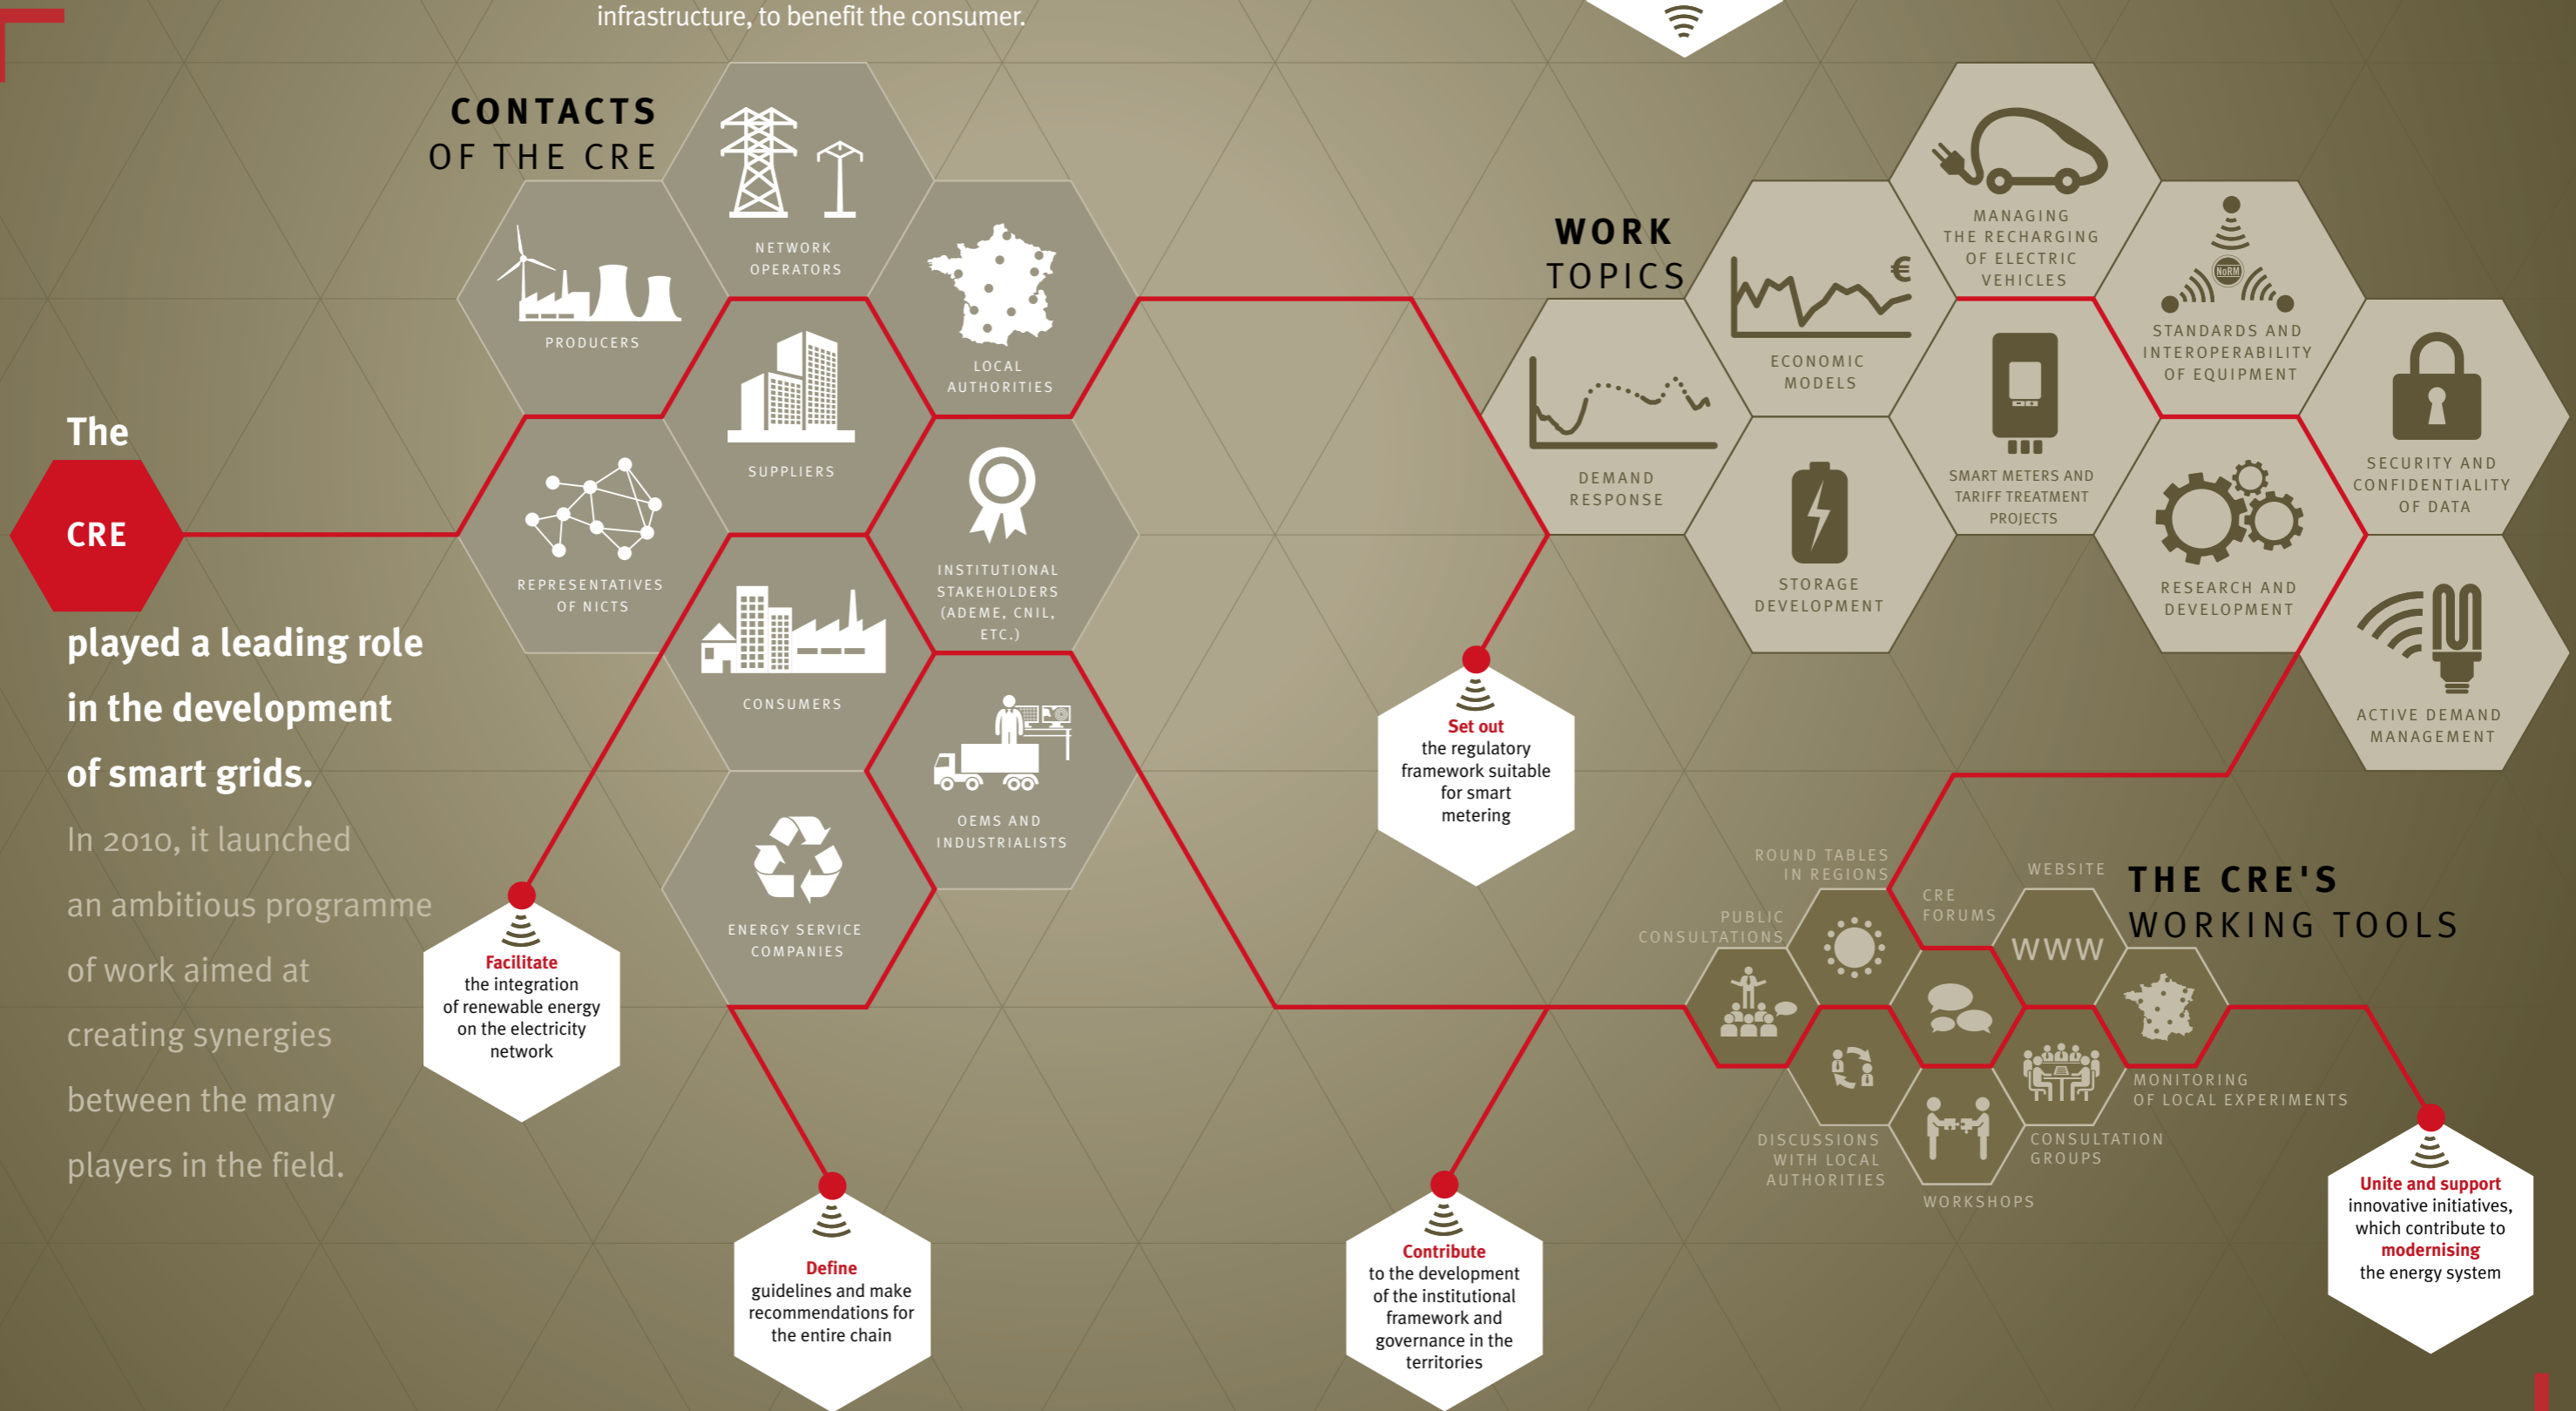 infrastructure, to benefit the consumer.
CONTACTS
OF THE CRE
NETWORK
OPERATORS
PRODUCERS
LOCAL
AUTHORITIES
SUPPLIERS
REPRESENTATIVES
OF NICTS
INSTITUTIONAL
STAKEHOLDERS
(ADEME, CNIL,
ETC.)
CONSUMERS
OEMS AND
INDUSTRIALISTS
ENERGY SERVICE
COMPANIES
The
CRE
played a leading role
in the development
of smart grids.
In 2010, it launched
an ambitious programme
of work aimed at
creating synergies
between the many
players in the field.
Facilitate
the integration
of renewable energy
on the electricity
network
Define
guidelines and make
recommendations for
the entire chain
WORK
TOPICS
MANAGING
THE RECHARGING
OF ELECTRIC
VEHICLES
€
ECONOMIC
MODELS
NoRM
STANDARDS AND
INTEROPERABILITY
OF EQUIPMENT
DEMAND
RESPONSE
SMART METERS AND
TARIFF TREATMENT
PROJECTS
SECURITY AND
CONFIDENTIALITY
OF DATA
STORAGE
DEVELOPMENT
RESEARCH AND
DEVELOPMENT
ACTIVE DEMAND
MANAGEMENT
Set out
the regulatory
framework suitable
for smart
metering
THE CRE'S
WORKING TOOLS
ROUND TABLES
IN REGIONS
WEBSITE
CRE
FORUMS
PUBLIC
CONSULTATIONS
WWW
MONITORING
OF LOCAL EXPERIMENTS
DISCUSSIONS
WITH LOCAL
AUTHORITIES
CONSULTATION
GROUPS
WORKSHOPS
Contribute
to the development
of the institutional
framework and
governance in the
territories
Unite and support
innovative initiatives,
which contribute to
modernising
the energy system